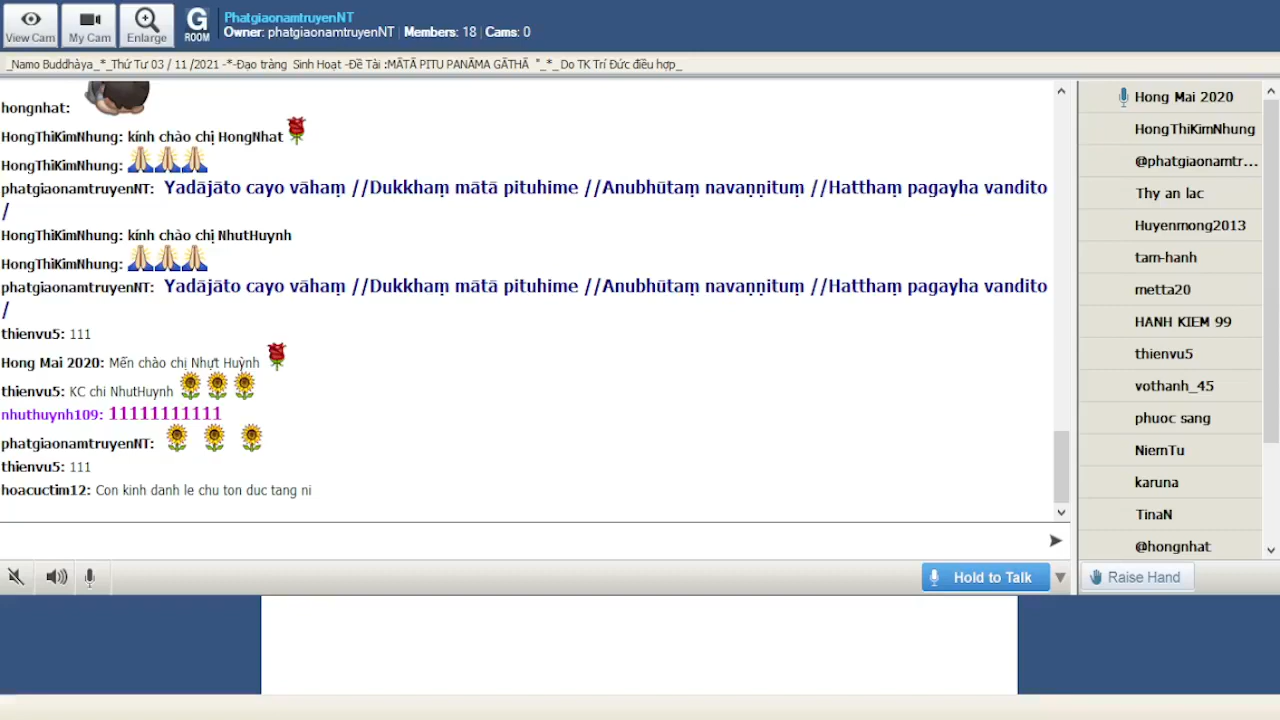 View Cam
My Cam
Enlarge
G
ROOM
PhatgiaonamtruyenNT
Owner: phatgiaonamtruyenNT | Members: 18 | Cams: 0
_Namo Buddhàya_*_Thứ Tư 03 / 11 /2021 -*-Đạo tràng Sinh Hoạt -Đề Tài :MĀTĀ PITU PANĀMA GĀTHĀ "_*_ Do TK Trí Đức điều hợp_
hongnhat:
HongThiKimNhung: kính chào chị HongNhat
HongThiKimNhung:
phatgiaonamtruyenNT: Yadājāto cayo vāhaṃ //Dukkhaṃ mātā pituhime //Anubhūtaṃ navaṇṇituṃ //Hatthaṃ pagayha vandito
/
HongThiKimNhung: kính chào chị NhutHuynh
HongThiKimNhung:
phatgiaonamtruyenNT: Yadājāto cayo vāhaṃ //Dukkhaṃ mātā pituhime //Anubhūtaṃ navaṇṇituṃ //Hatthaṃ pagayha vandito
/
thienvu5: 111
Hong Mai 2020: Mến chào chị Nhựt Huỳnh
thienvu5: KC chi NhutHuynh
nhuthuynh109: 11111111111
phatgiaonamtruyenNT:
thienvu5: 111
hoacuctim12: Con kinh danh le chu ton duc tang ni
Hold to Talk
Hong Mai 2020
HongThiKimNhung
@phatgiaonamtr...
Thy an lac
Huyenmong2013
tam-hanh
metta20
HANH KIEM 99
thienvu5
vothanh_45
phuoc sang
NiemTu
karuna
TinaN
@hongnhat
Raise Hand